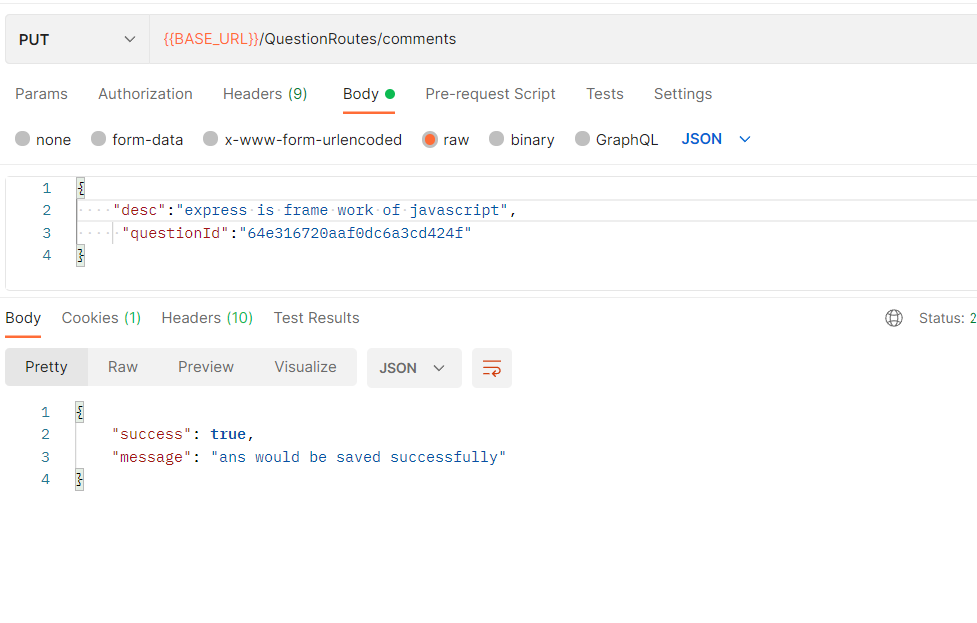 PUT {{BASE_URL}}/QuestionRoutes/comments
Params Authorization Headers (9) Body Pre-request Script Tests Settings
none form-data x-www-form-urlencoded raw binary GraphQL JSON
1 {
2 "desc":"express is frame work of javascript",
3 "questionId":"64e316720aaf0dc6a3cd424f"
4 }
Body Cookies (1) Headers (10) Test Results Status: 2
Pretty Raw Preview Visualize JSON
1 {
2 "success": true,
3 "message": "ans would be saved successfully"
4 }